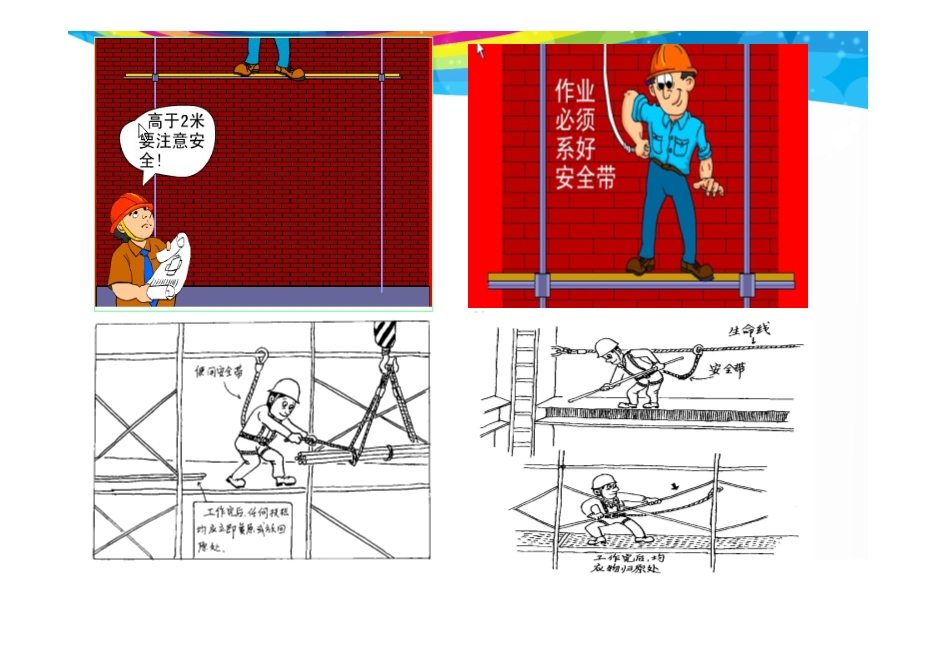 高于2米
要注意安
全！
作业
必须
系好
安全带
使用安全带
工作完后，任何扶栏
均应立即复原或放回
原处。
生命线
安全带
工作完后，均
应物归原处